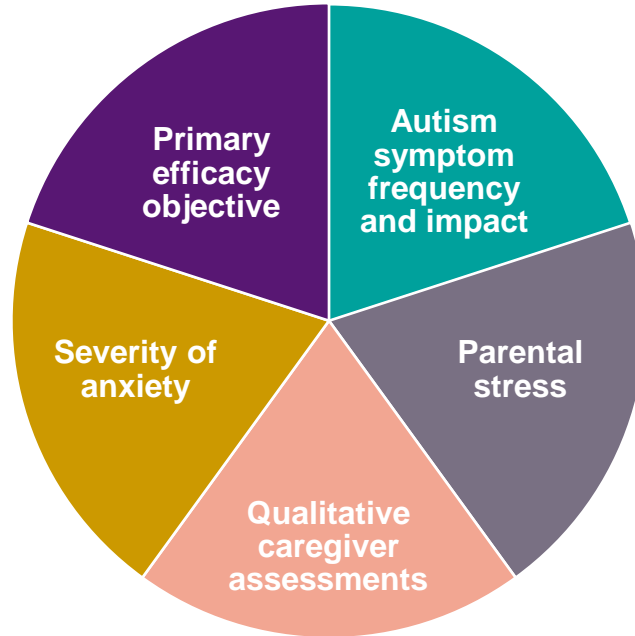 Primary
efficacy
objective
Autism
symptom
frequency
and impact
Severity of
anxiety
Parental
stress
Qualitative
caregiver
assessments